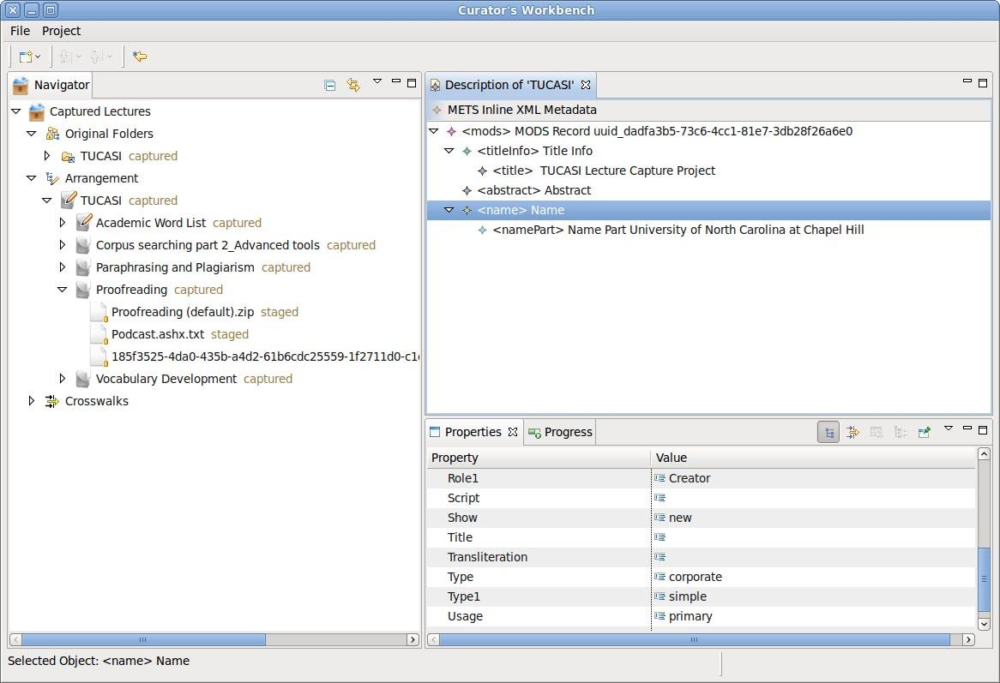 Curator's Workbench
File Project
Navigator
Captured Lectures
Original Folders
TUCASI captured
Arrangement
TUCASI captured
Academic Word List captured
Corpus searching part 2_Advanced tools captured
Paraphrasing and Plagiarism captured
Proofreading captured
Proofreading (default).zip staged
Podcast.ashx.txt staged
185f3525-4da0-435b-a4d2-61b6cdc25559-1f2711d0-c1
Vocabulary Development captured
Crosswalks
Description of 'TUCASI'
METS Inline XML Metadata
<mods> MODS Record uuid_dadfa3b5-73c6-4cc1-81e7-3db28f26a6e0
<titleInfo> Title Info
<title> TUCASI Lecture Capture Project
<abstract> Abstract
<name> Name
<namePart> Name Part University of North Carolina at Chapel Hill
Properties Progress
Property Value
Role1 Creator
Script
Show new
Title
Transliteration
Type corporate
Type1 simple
Usage primary
Selected Object: <name> Name